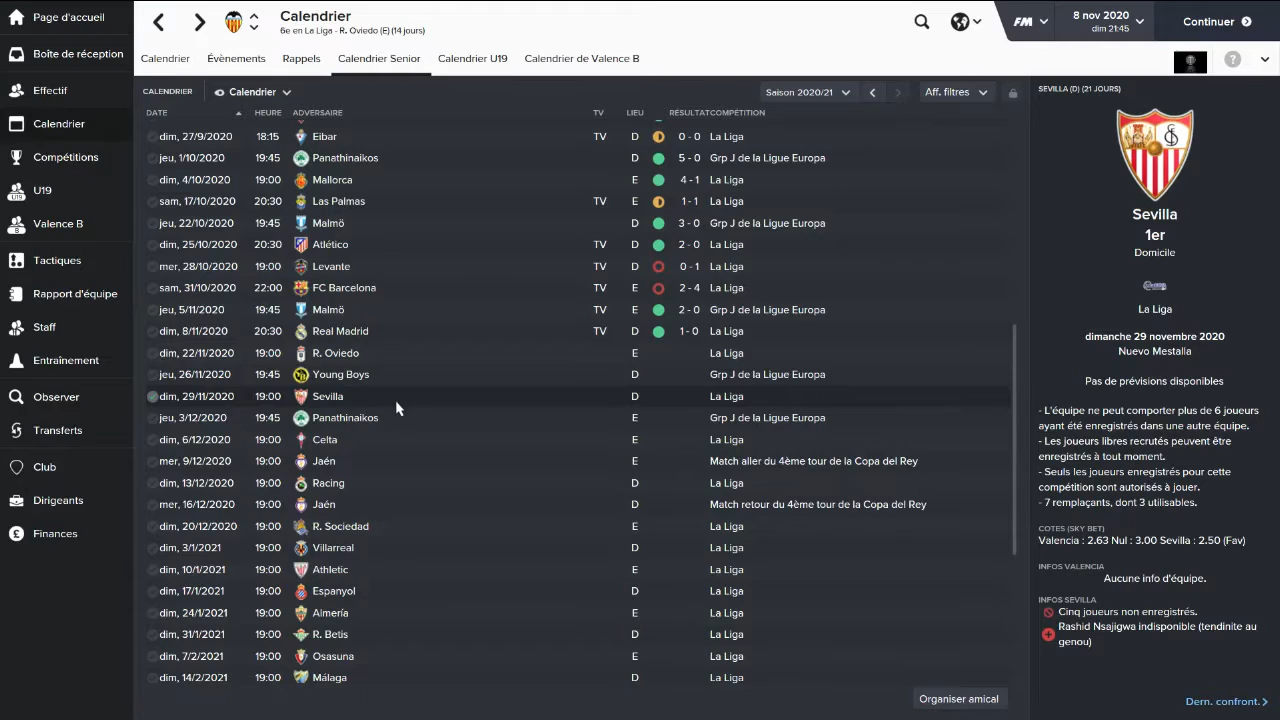 Page d'accueil
Boîte de réception
Effectif
Calendrier
Compétitions
U19
U19
Valence B
Tactiques
Rapport d'équipe
Staff
Entraînement
Observer
Transferts
Club
Dirigeants
Finances
Calendrier
6e en La Liga - R. Oviedo (E) (14 jours)
FM
8 nov 2020
dim 21:45
Continuer
Calendrier Évènements Rappels Calendrier Senior Calendrier U19 Calendrier de Valence B
CALENDRIER Calendrier Saison 2020/21 Aff. filtres
DATE HEURE ADVERSAIRE TV LIEU RÉSULTAT COMPÉTITION
dim, 27/9/2020 18:15 Eibar TV D 0 - 0 La Liga
jeu, 1/10/2020 19:45 Panathinaikos D 5 - 0 Grp J de la Ligue Europa
dim, 4/10/2020 19:00 Mallorca E 4 - 1 La Liga
sam, 17/10/2020 20:30 Las Palmas TV E 1 - 1 La Liga
jeu, 22/10/2020 19:45 Malmö D 3 - 0 Grp J de la Ligue Europa
dim, 25/10/2020 20:30 Atlético TV D 2 - 0 La Liga
mer, 28/10/2020 19:00 Levante TV D 0 - 1 La Liga
sam, 31/10/2020 22:00 FC Barcelona TV E 2 - 4 La Liga
jeu, 5/11/2020 19:45 Malmö TV E 2 - 0 Grp J de la Ligue Europa
dim, 8/11/2020 20:30 Real Madrid TV D 1 - 0 La Liga
dim, 22/11/2020 19:00 R. Oviedo E La Liga
jeu, 26/11/2020 19:45 Young Boys D Grp J de la Ligue Europa
dim, 29/11/2020 19:00 Sevilla D La Liga
jeu, 3/12/2020 19:45 Panathinaikos E Grp J de la Ligue Europa
dim, 6/12/2020 19:00 Celta E La Liga
mer, 9/12/2020 19:00 Jaén E Match aller du 4ème tour de la Copa del Rey
dim, 13/12/2020 19:00 Racing D La Liga
mer, 16/12/2020 19:00 Jaén D Match retour du 4ème tour de la Copa del Rey
dim, 20/12/2020 19:00 R. Sociedad E La Liga
dim, 3/1/2021 19:00 Villarreal D La Liga
dim, 10/1/2021 19:00 Athletic E La Liga
dim, 17/1/2021 19:00 Espanyol D La Liga
dim, 24/1/2021 19:00 Almería E La Liga
dim, 31/1/2021 19:00 R. Betis D La Liga
dim, 7/2/2021 19:00 Osasuna E La Liga
dim, 14/2/2021 19:00 Málaga D La Liga
Organiser amical
SEVILLA (D) (21 JOURS)
Sevilla
1er
Domicile
La Liga
dimanche 29 novembre 2020
Nuevo Mestalla
Pas de prévisions disponibles
- L'équipe ne peut comporter plus de 6 joueurs
ayant été enregistrés dans une autre équipe.
- Les joueurs libres recrutés peuvent être
enregistrés à tout moment.
- Seuls les joueurs enregistrés pour cette
compétition sont autorisés à jouer.
- 7 remplaçants, dont 3 utilisables.
COTES (SKY BET)
Valencia : 2.63 Nul : 3.00 Sevilla : 2.50 (Fav)
INFOS VALENCIA
Aucune info d'équipe.
INFOS SEVILLA
Cinq joueurs non enregistrés.
Rashid Nsajigwa indisponible (tendinite au
genou)
Dern. confront.